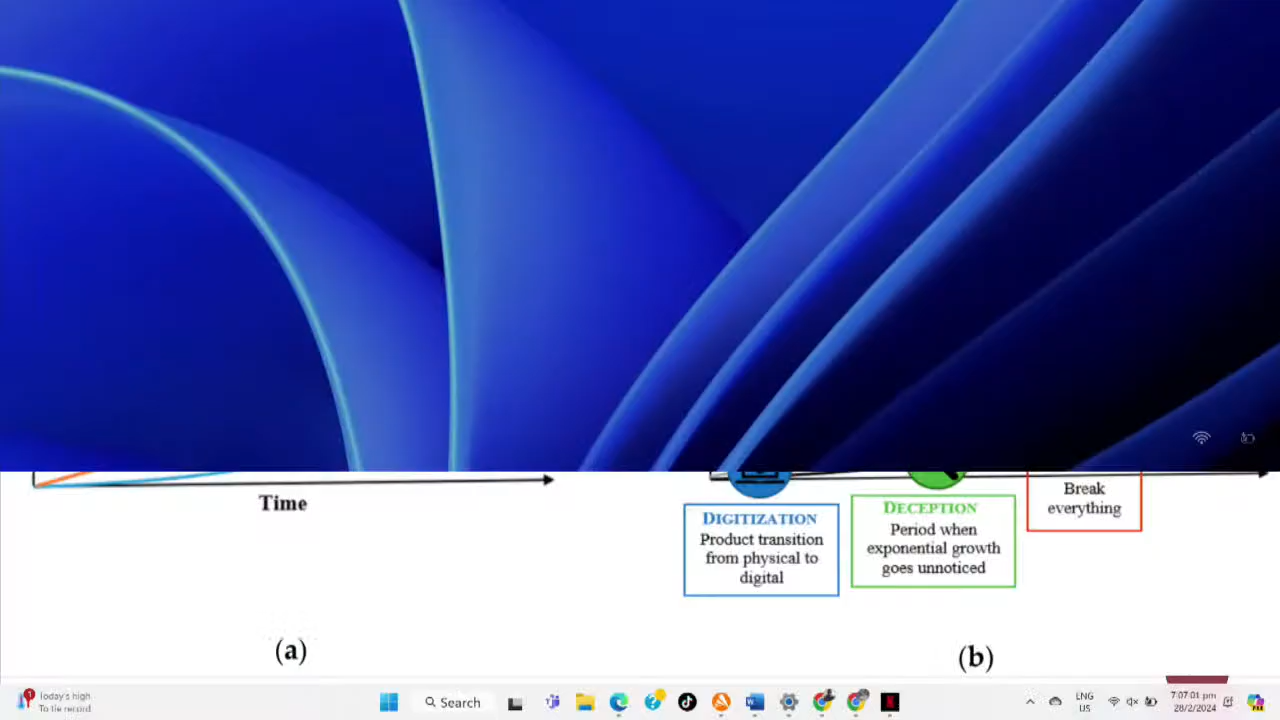 Time
Break
everything
DIGITIZATION
Product transition
from physical to
digital
DECEPTION
Period when
exponential growth
goes unnoticed
(a)
(b)
1
Today's high
To tie record
Search
ENG
US
7:07:01 pm
28/2/2024